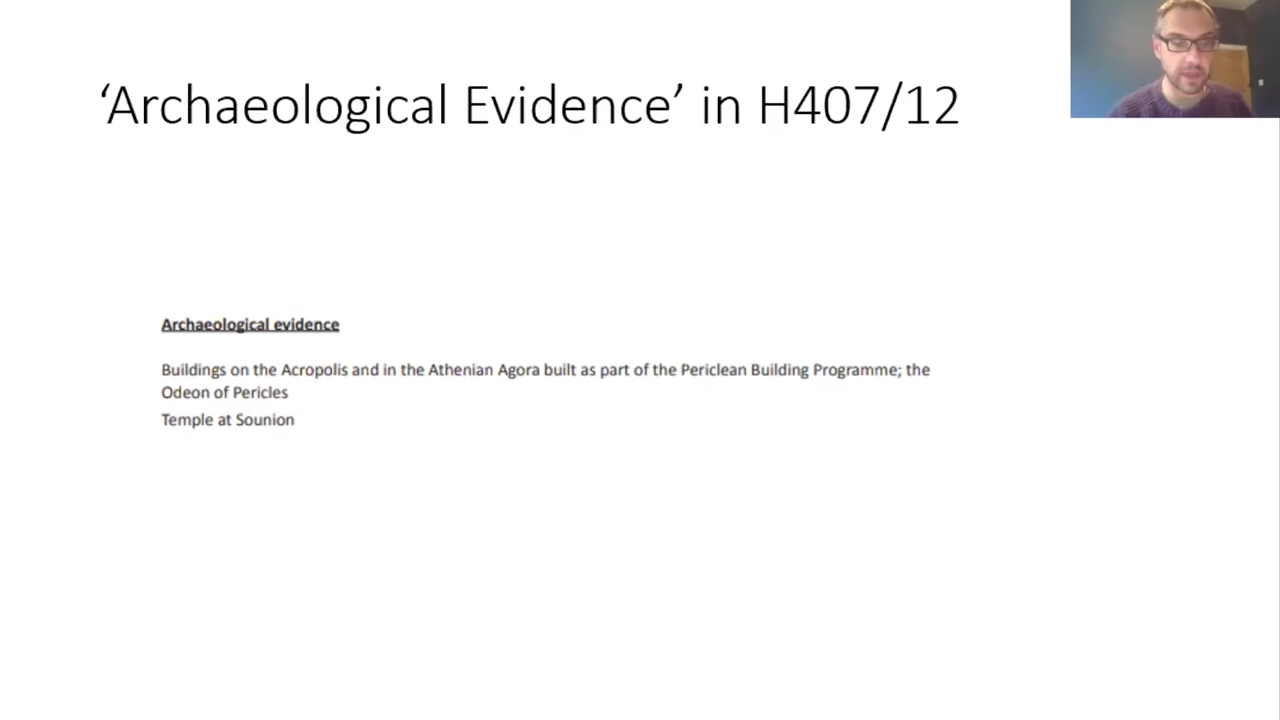 ‘Archaeological Evidence’ in H407/12
Archaeological evidence
Buildings on the Acropolis and in the Athenian Agora built as part of the Periclean Building Programme; the
Odeon of Pericles
Temple at Sounion